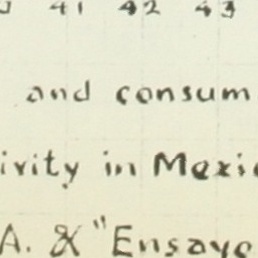 41 42 43
and consum
ivity in Mexic
A. & "Ensaye